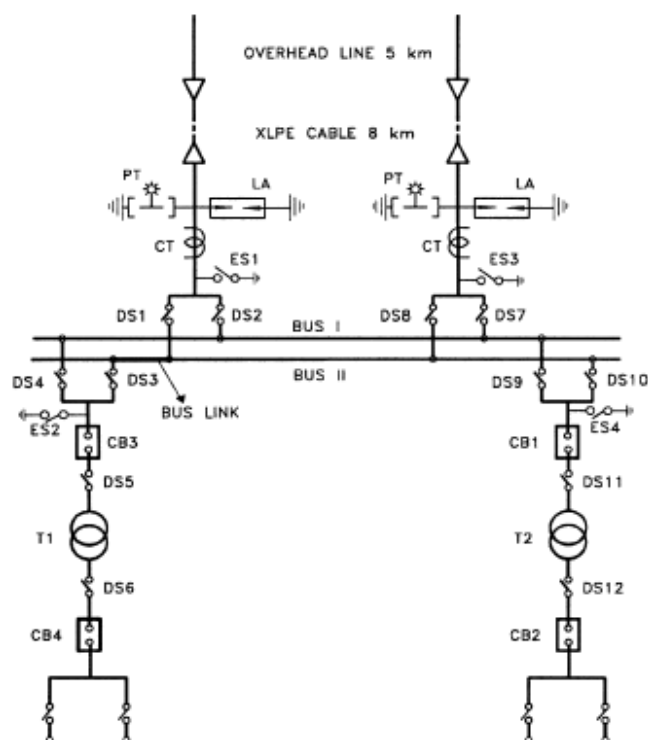 OVERHEAD LINE 5 km
XLPE CABLE 8 km
PT LA PT LA
CT ES1 CT ES3
DS1 DS2 DS8 DS7
BUS I
DS4 DS3 BUS II DS9 DS10
BUS LINK
ES2 ES4
CB3 CB1
DS5 DS11
T1 T2
DS6 DS12
CB4 CB2